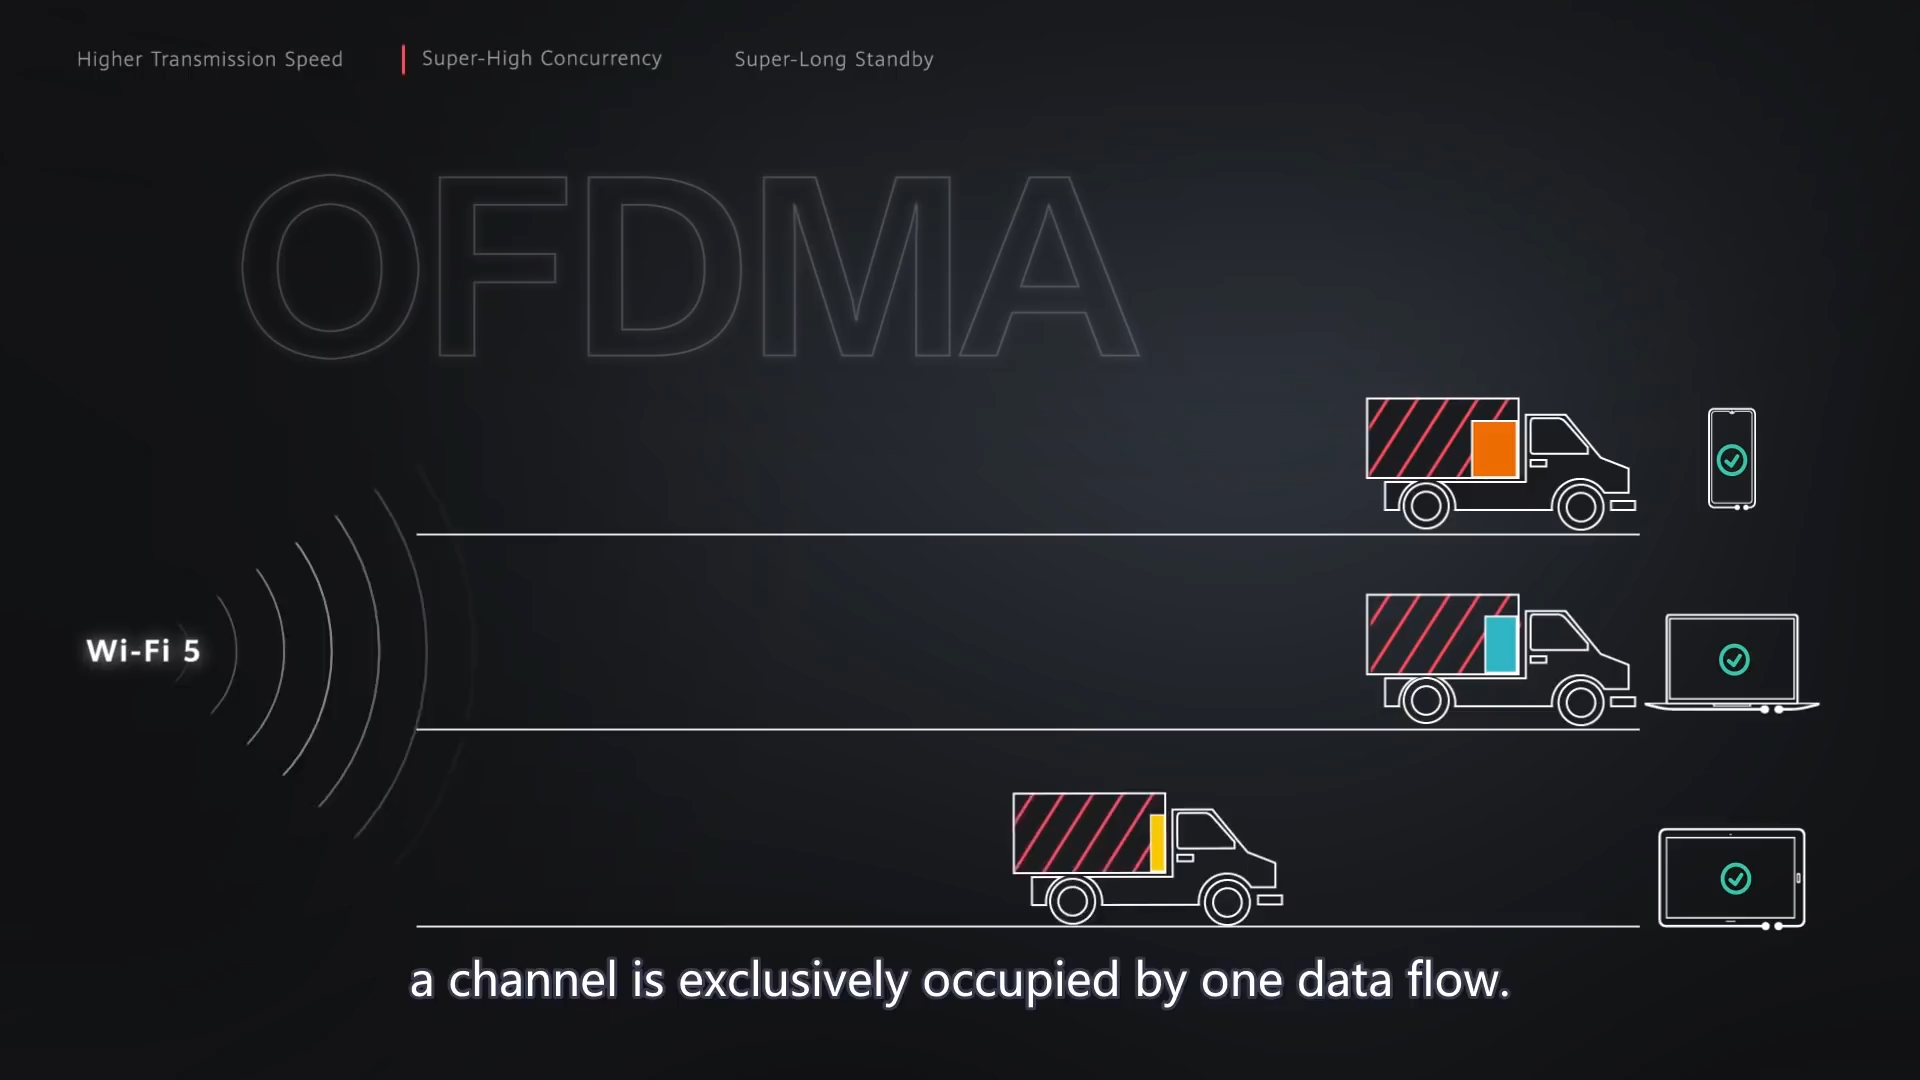 Higher Transmission Speed
Super-High Concurrency
Super-Long Standby
OFDMA
Wi-Fi 5
a channel is exclusively occupied by one data flow.